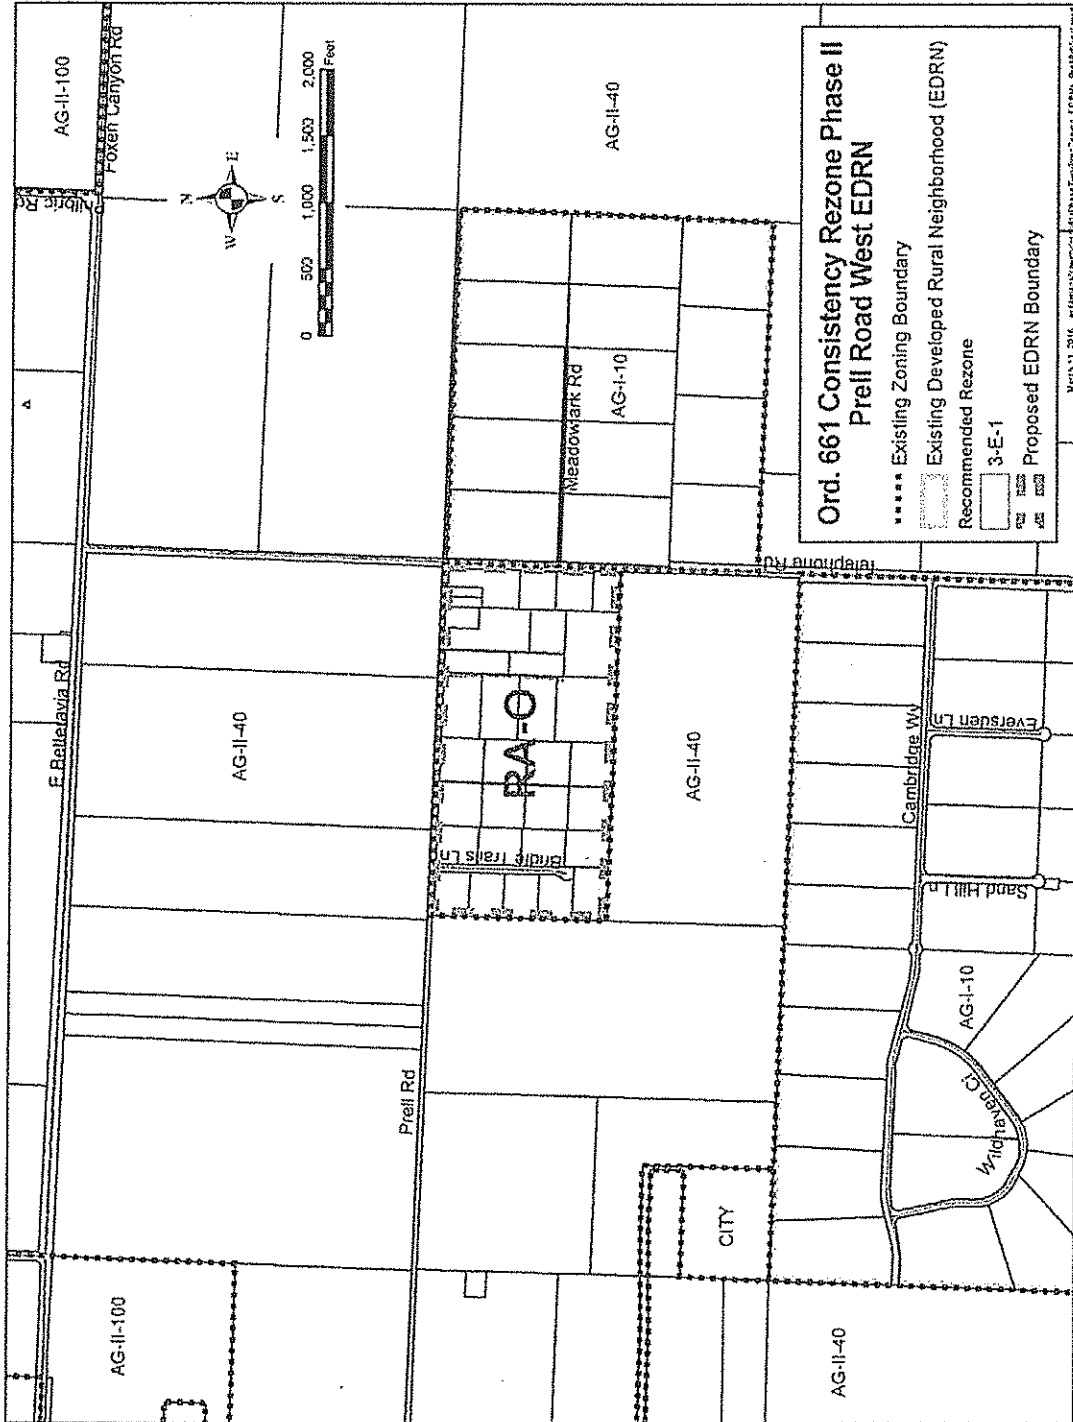 AG-II-100
Foxen Canyon Rd
Philbric Rd
N
W
E
S
0 500 1,000 1,500 2,000
Feet
AG-II-40
E Betteravia Rd
AG-II-40
Meadowlark Rd
AG-I-10
Telephone Rd
RA-O
Bridle Trails Ln
AG-II-40
Prell Rd
AG-II-100
CITY
AG-II-40
Cambridge Wy
Eversden Ln
Sand Hill Ln
AG-I-10
Wildhaven Ci
Ord. 661 Consistency Rezone Phase II
Prell Road West EDRN
Existing Zoning Boundary
Existing Developed Rural Neighborhood (EDRN)
Recommended Rezone
3-E-1
Proposed EDRN Boundary